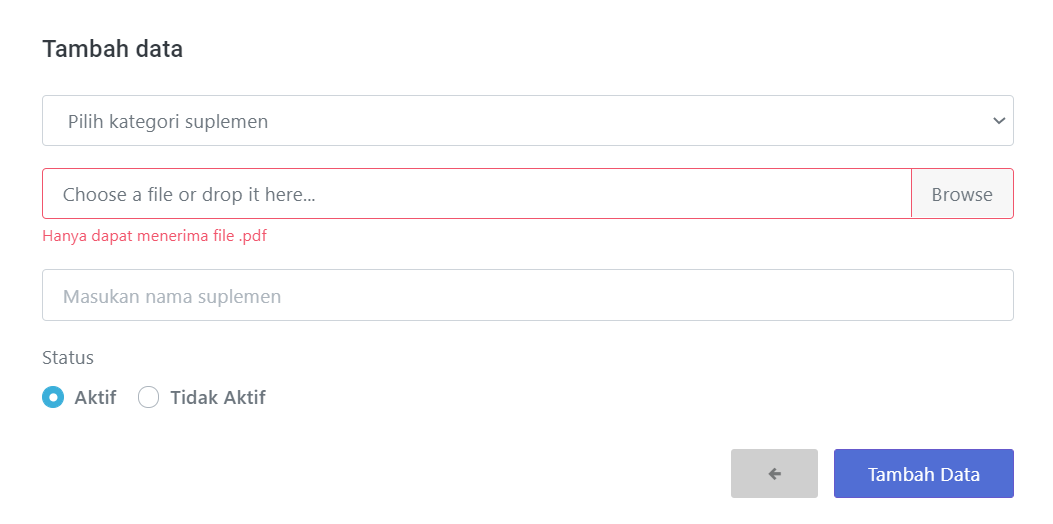 Tambah data
Pilih kategori suplemen
Choose a file or drop it here...
Browse
Hanya dapat menerima file .pdf
Masukan nama suplemen
Status
Aktif
Tidak Aktif
Tambah Data